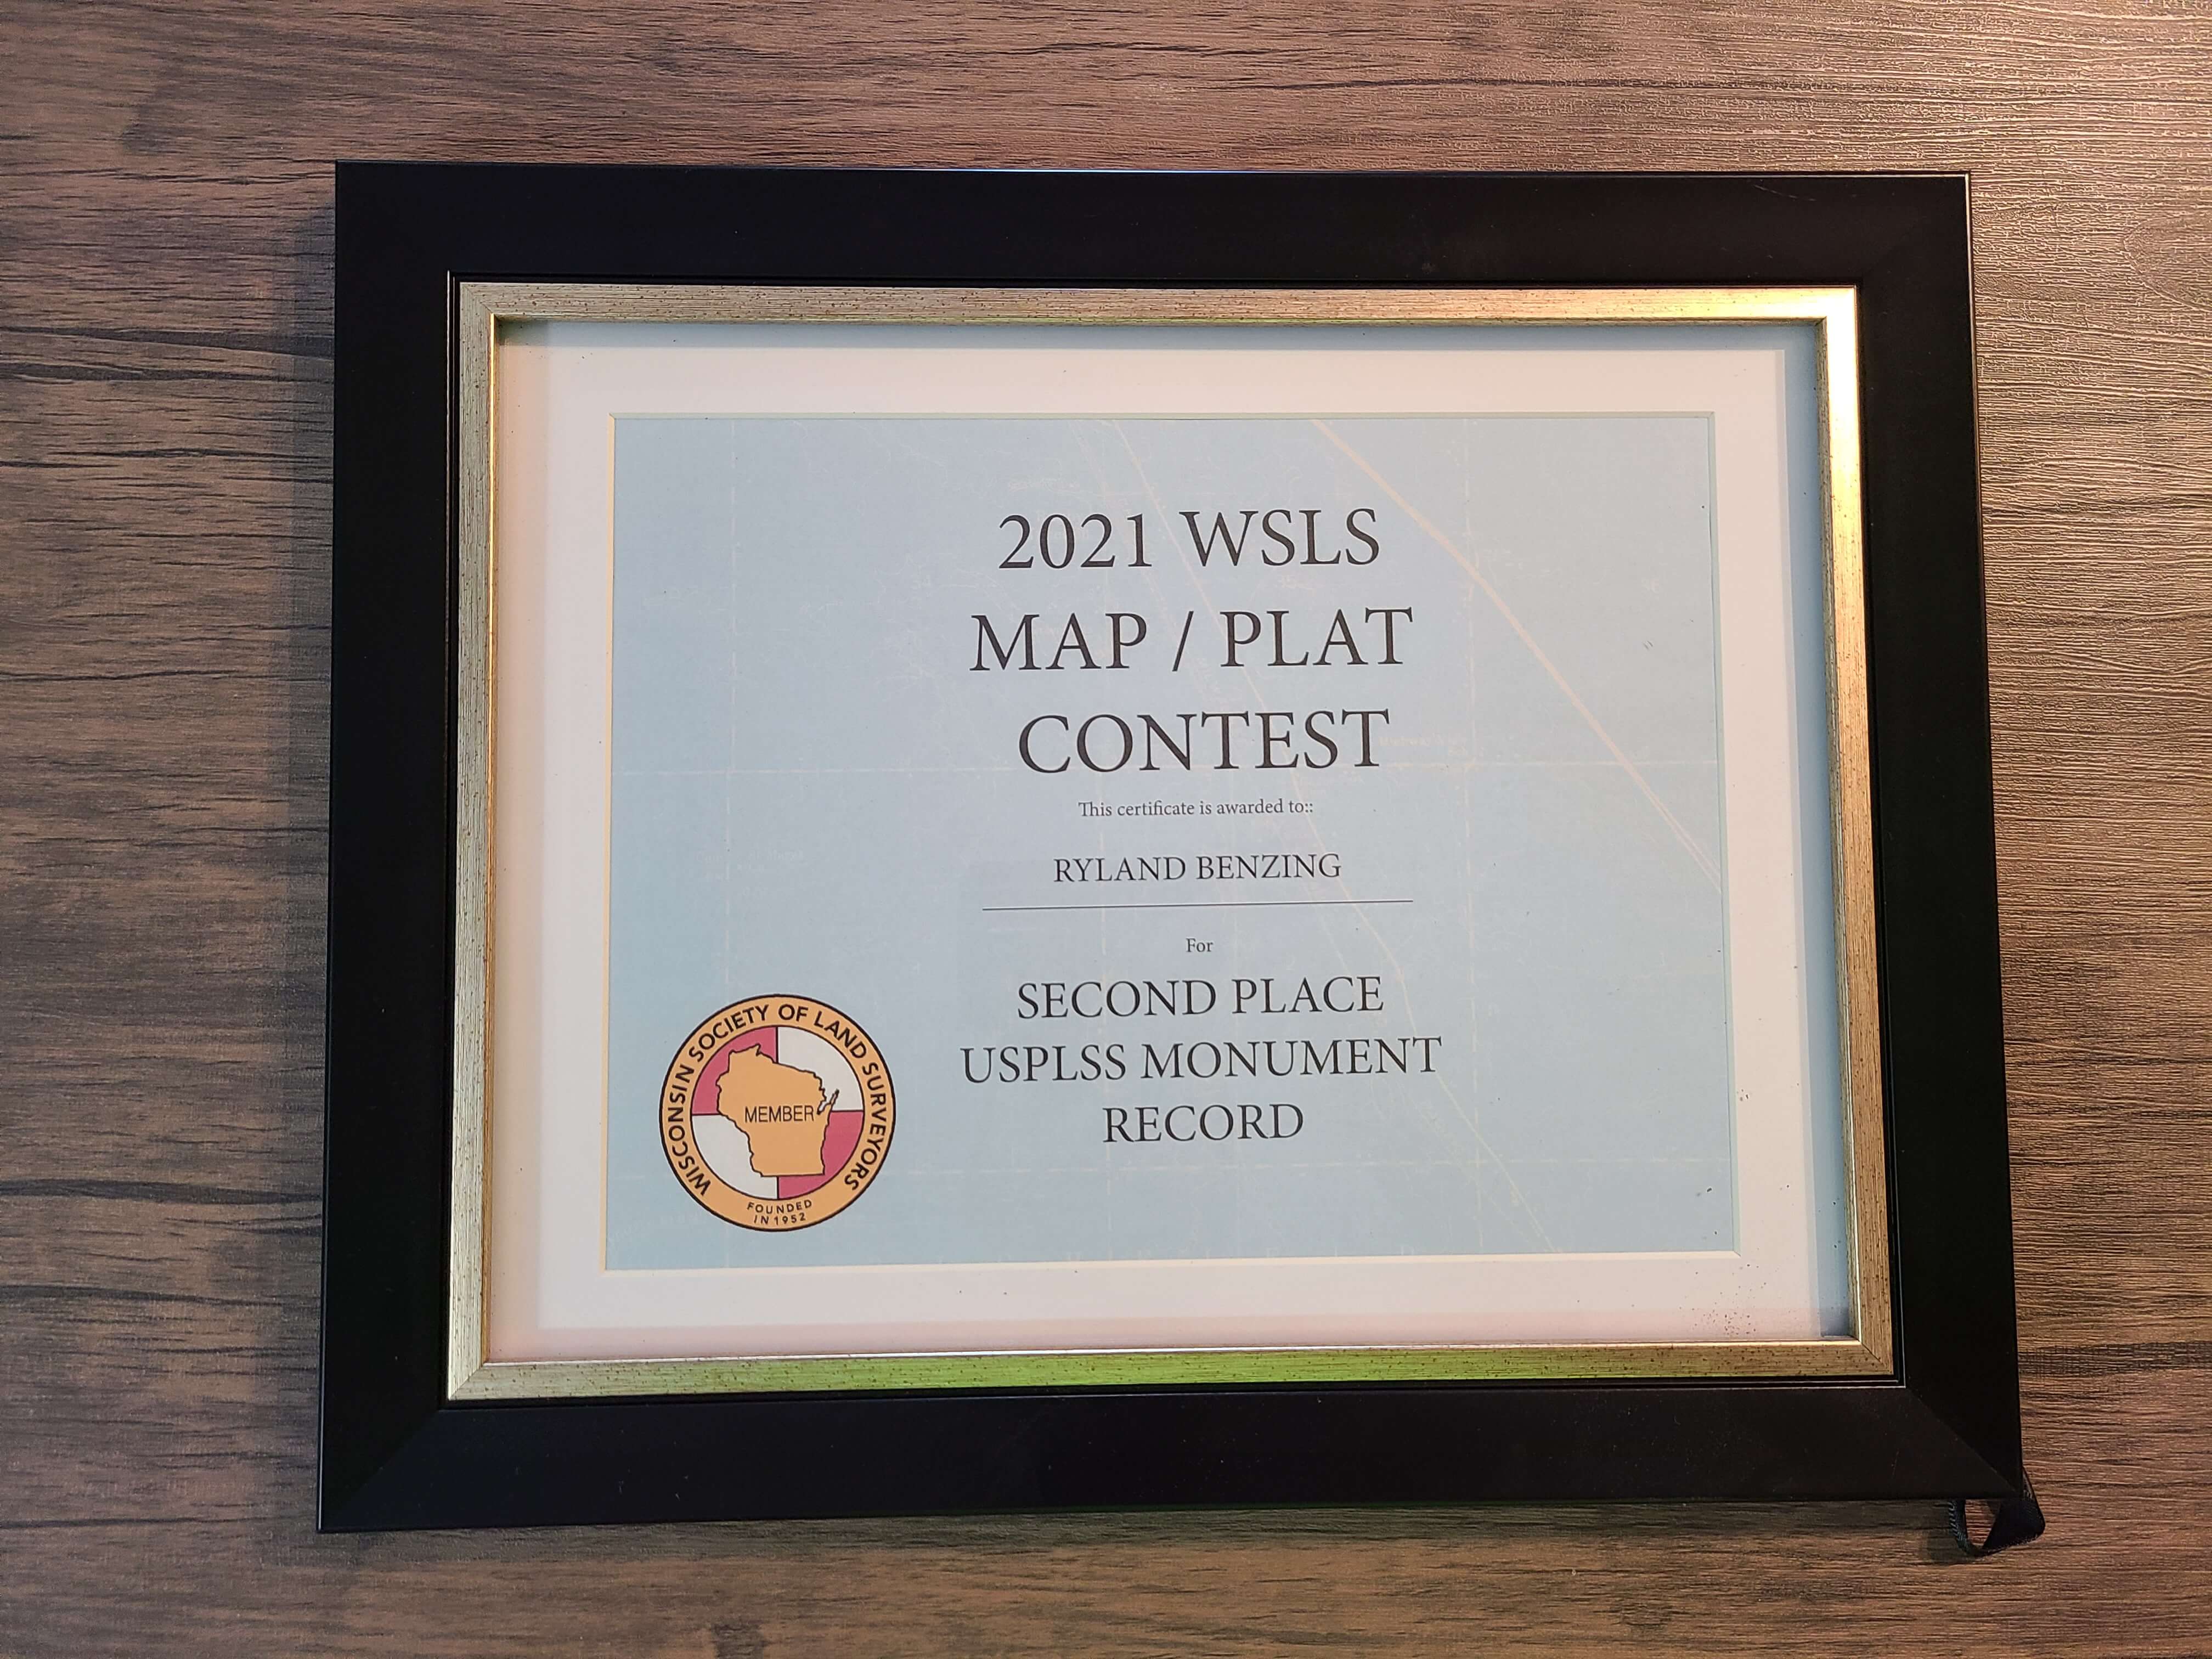 2021 WSLS
MAP / PLAT
CONTEST
This certificate is awarded to::
RYLAND BENZING
For
SECOND PLACE
USPLSS MONUMENT
RECORD
WISCONSIN SOCIETY OF LAND SURVEYORS
MEMBER
FOUNDED
IN 1952